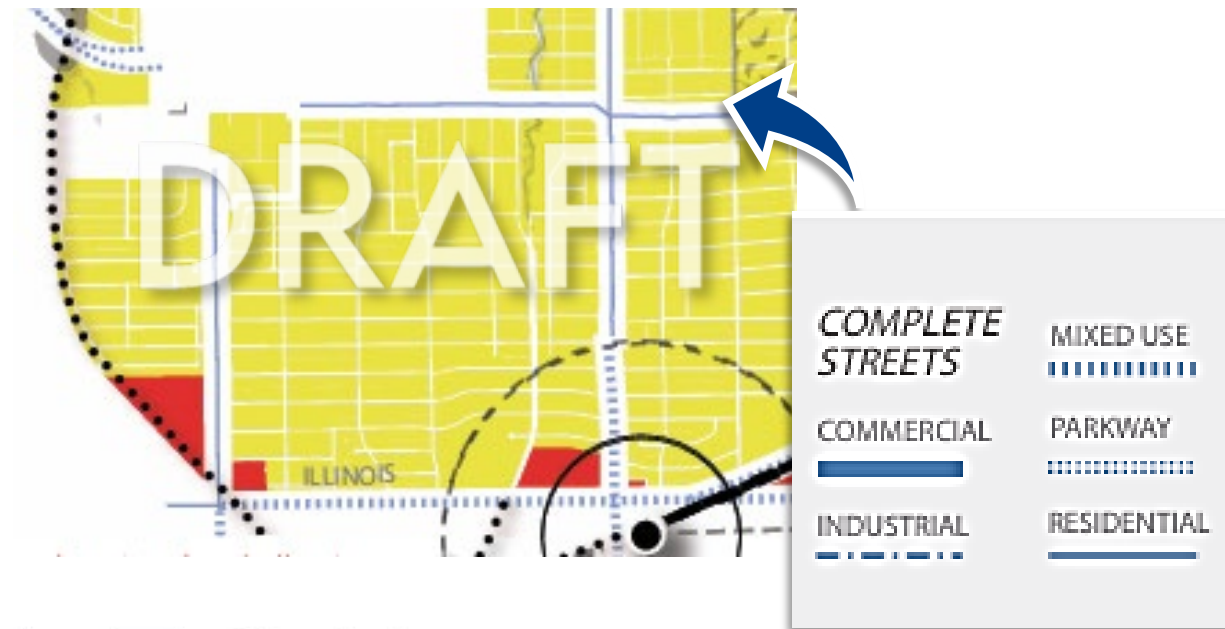 DRAFT
ILLINOIS
COMPLETE
STREETS
COMMERCIAL
INDUSTRIAL
MIXED USE
PARKWAY
RESIDENTIAL